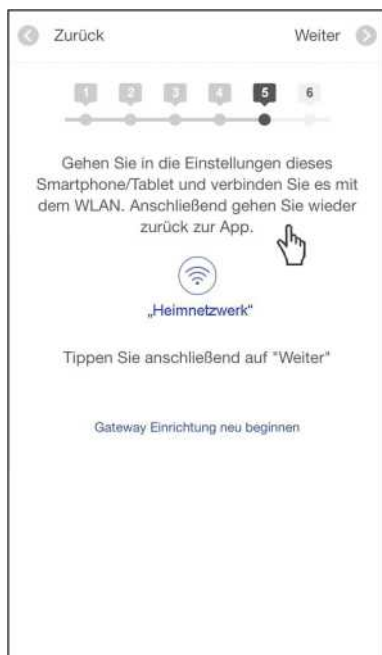 Zurück Weiter
1 2 3 4 5 6
Gehen Sie in die Einstellungen dieses
Smartphone/Tablet und verbinden Sie es mit
dem WLAN. Anschließend gehen Sie wieder
zurück zur App.
„Heimnetzwerk“
Tippen Sie anschließend auf "Weiter"
Gateway Einrichtung neu beginnen